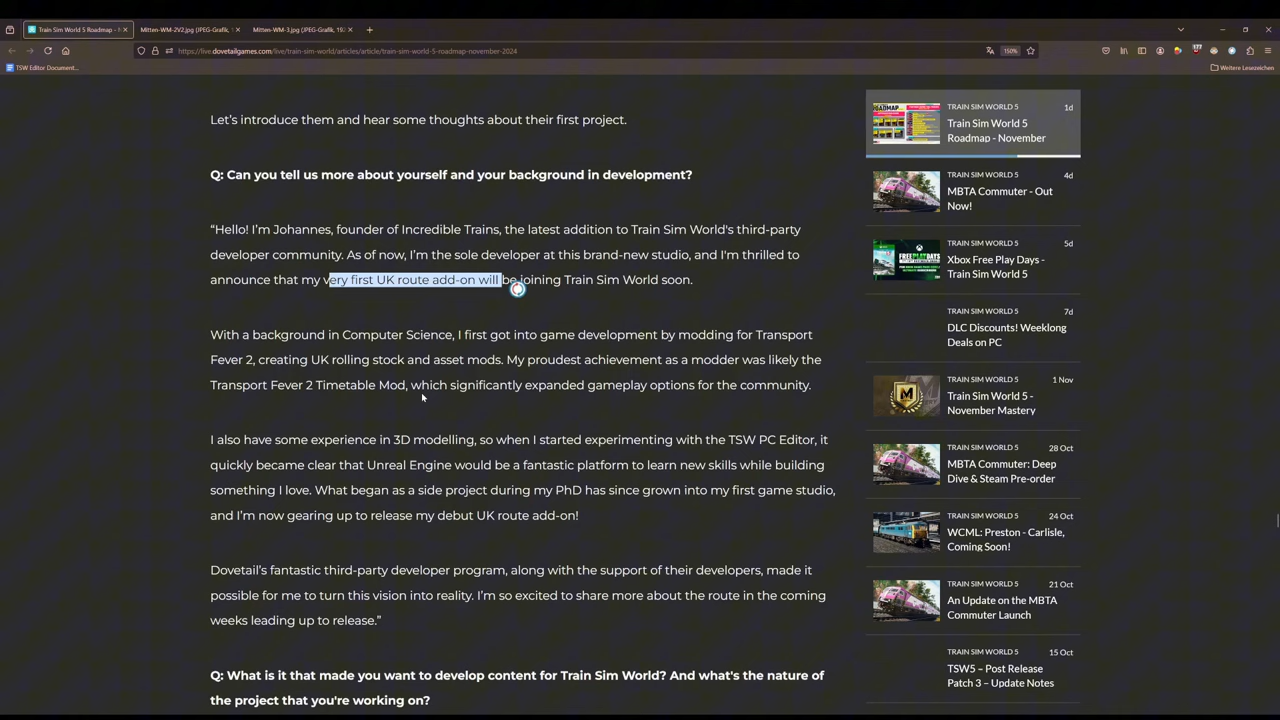 Train Sim World 5 Roadmap - N
Mitten-WM-2V2.jpg (JPEG-Grafik, 1
Mitten-WM-3.jpg (JPEG-Grafik, 19
https://live.dovetailgames.com/live/train-sim-world/articles/article/train-sim-world-5-roadmap-november-2024
150%
TSW Editor Document...
Weitere Lesezeichen
Let's introduce them and hear some thoughts about their first project.
Q: Can you tell us more about yourself and your background in development?
“Hello! I’m Johannes, founder of Incredible Trains, the latest addition to Train Sim World's third-party
developer community. As of now, I’m the sole developer at this brand-new studio, and I'm thrilled to
announce that my very first UK route add-on will be joining Train Sim World soon.
With a background in Computer Science, I first got into game development by modding for Transport
Fever 2, creating UK rolling stock and asset mods. My proudest achievement as a modder was likely the
Transport Fever 2 Timetable Mod, which significantly expanded gameplay options for the community.
I also have some experience in 3D modelling, so when I started experimenting with the TSW PC Editor, it
quickly became clear that Unreal Engine would be a fantastic platform to learn new skills while building
something I love. What began as a side project during my PhD has since grown into my first game studio,
and I’m now gearing up to release my debut UK route add-on!
Dovetail’s fantastic third-party developer program, along with the support of their developers, made it
possible for me to turn this vision into reality. I’m so excited to share more about the route in the coming
weeks leading up to release.”
Q: What is it that made you want to develop content for Train Sim World? And what's the nature of
the project that you're working on?
TRAIN SIM WORLD 5 1d
Train Sim World 5
Roadmap - November
TRAIN SIM WORLD 5 4d
MBTA Commuter - Out
Now!
TRAIN SIM WORLD 5 5d
Xbox Free Play Days -
Train Sim World 5
TRAIN SIM WORLD 5 7d
DLC Discounts! Weeklong
Deals on PC
TRAIN SIM WORLD 5 1 Nov
Train Sim World 5 -
November Mastery
TRAIN SIM WORLD 5 28 Oct
MBTA Commuter: Deep
Dive & Steam Pre-order
TRAIN SIM WORLD 5 24 Oct
WCML: Preston - Carlisle,
Coming Soon!
TRAIN SIM WORLD 5 21 Oct
An Update on the MBTA
Commuter Launch
TRAIN SIM WORLD 5 15 Oct
TSW5 – Post Release
Patch 3 – Update Notes